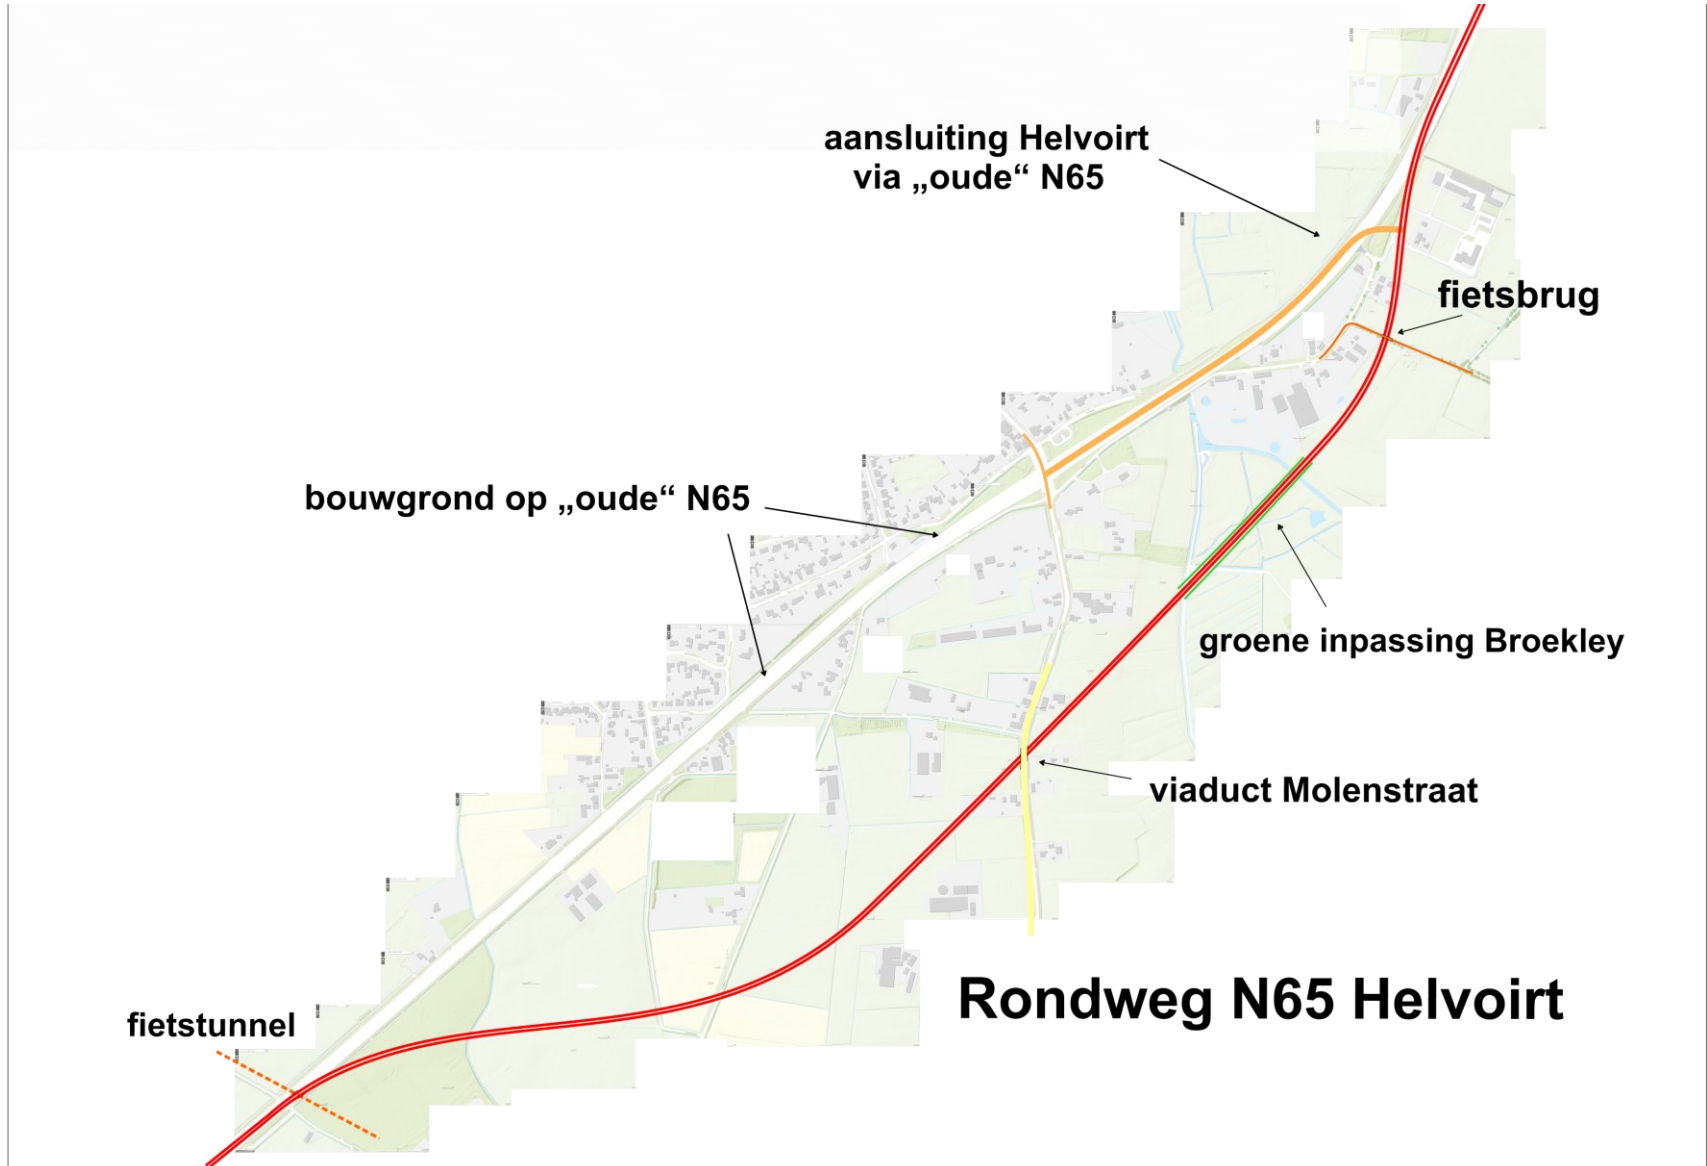 aansluiting Helvoirt
via „oude“ N65
fietsbrug
bouwgrond op „oude“ N65
groene inpassing Broekley
viaduct Molenstraat
Rondweg N65 Helvoirt
fietstunnel